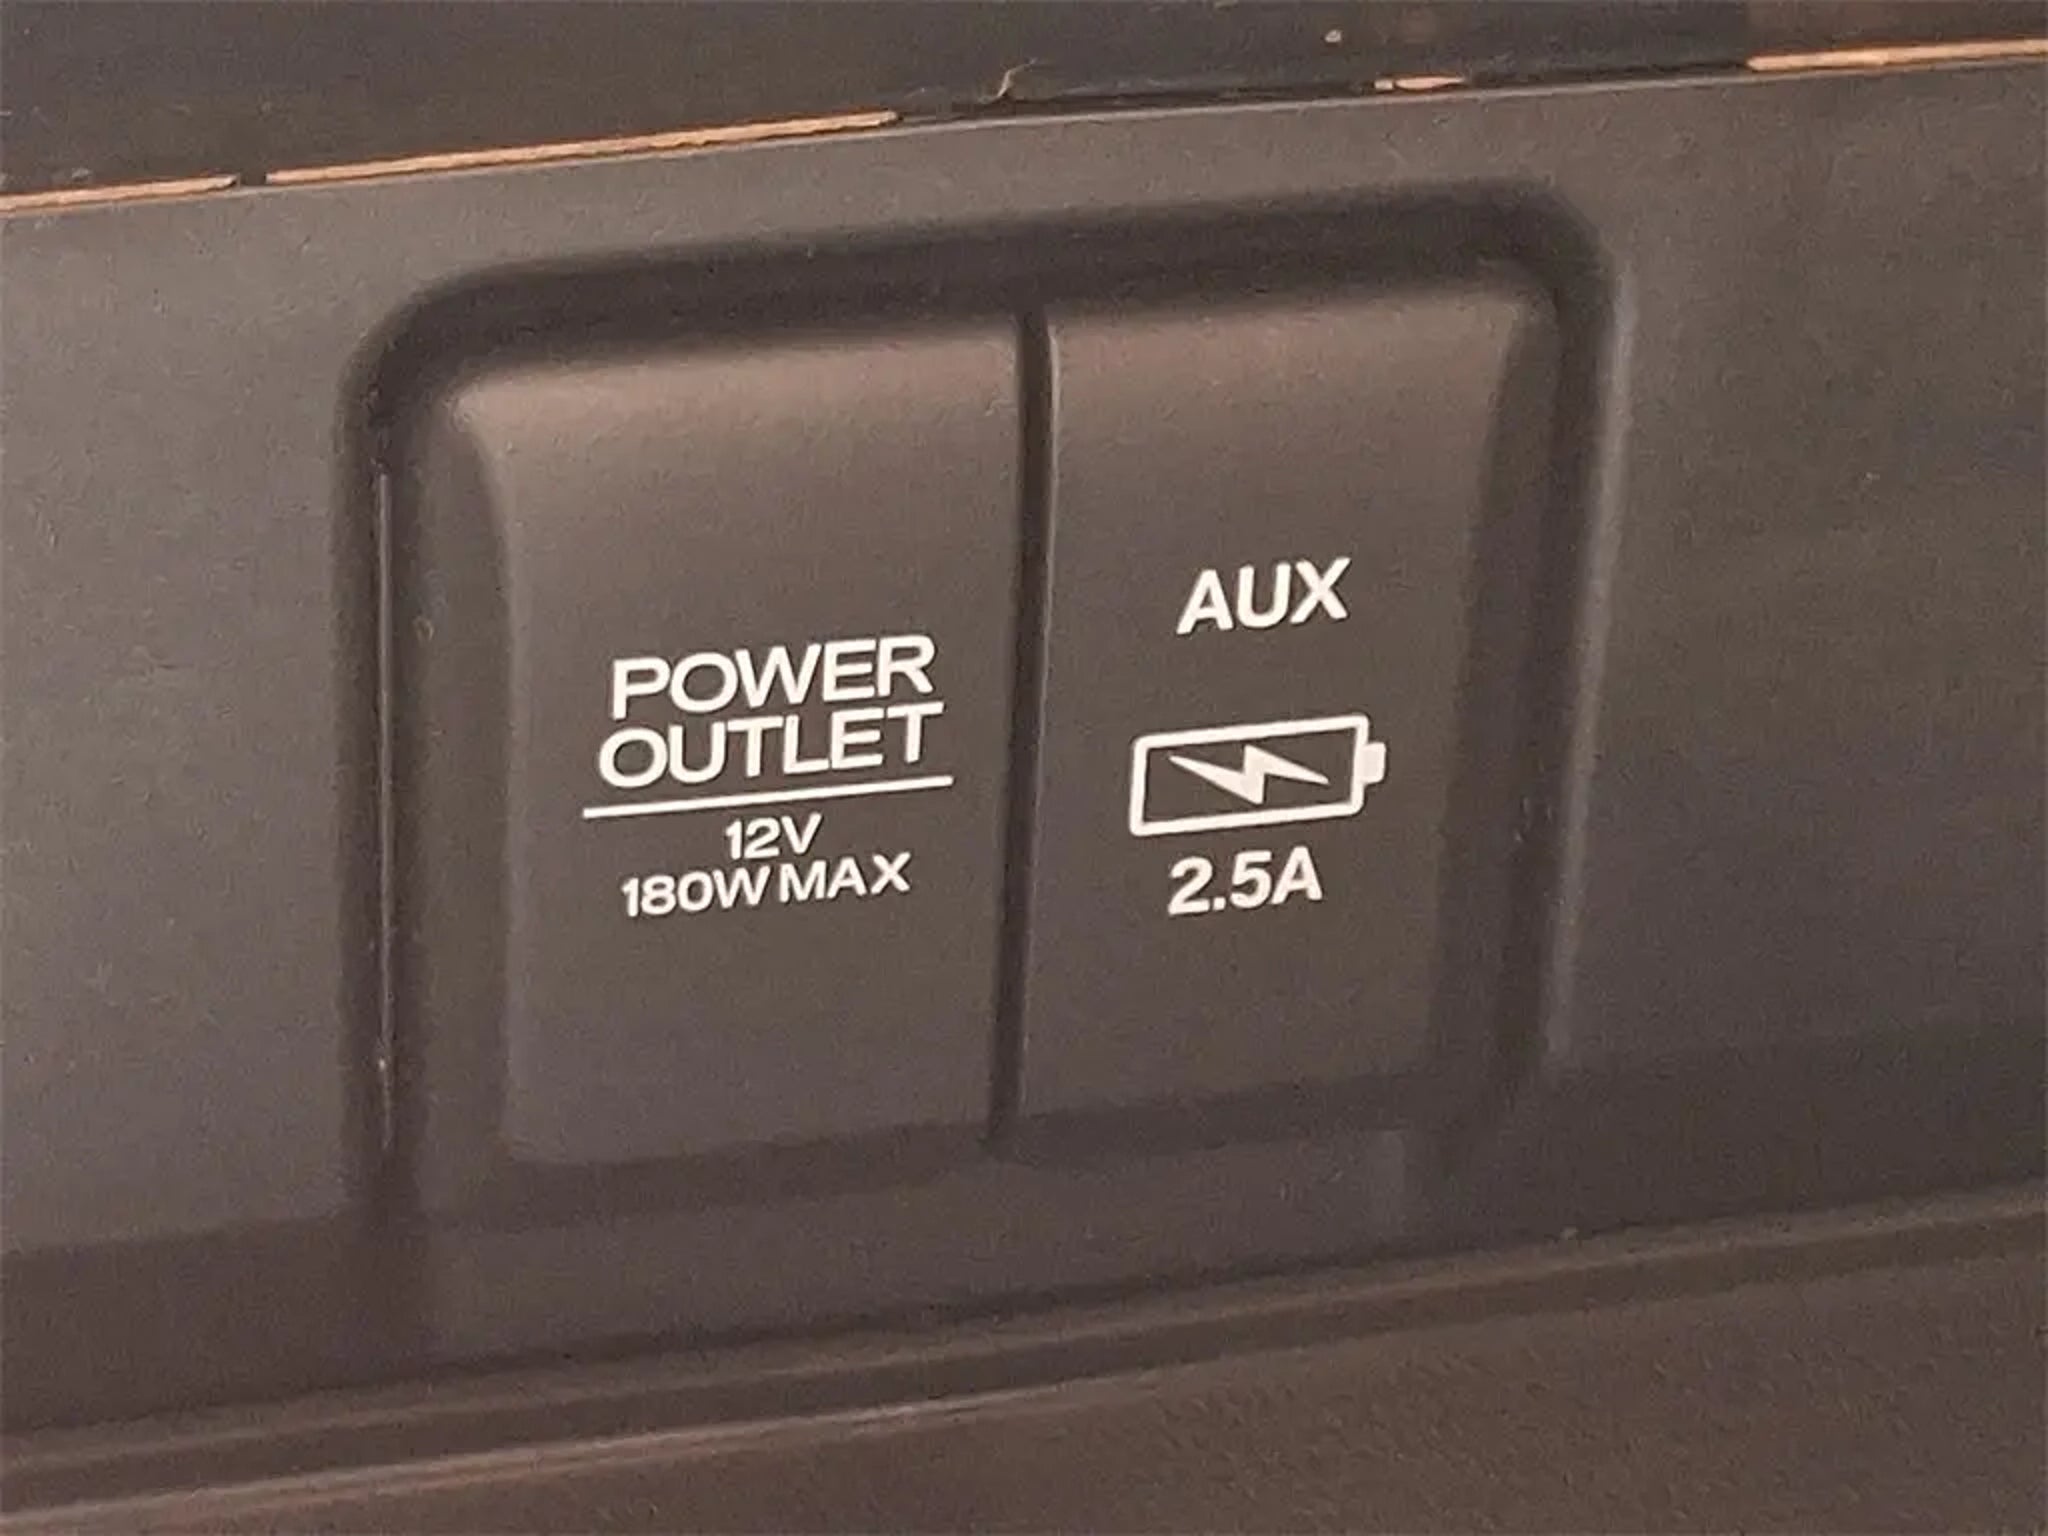 POWER
OUTLET
12V
180W MAX
AUX
2.5A